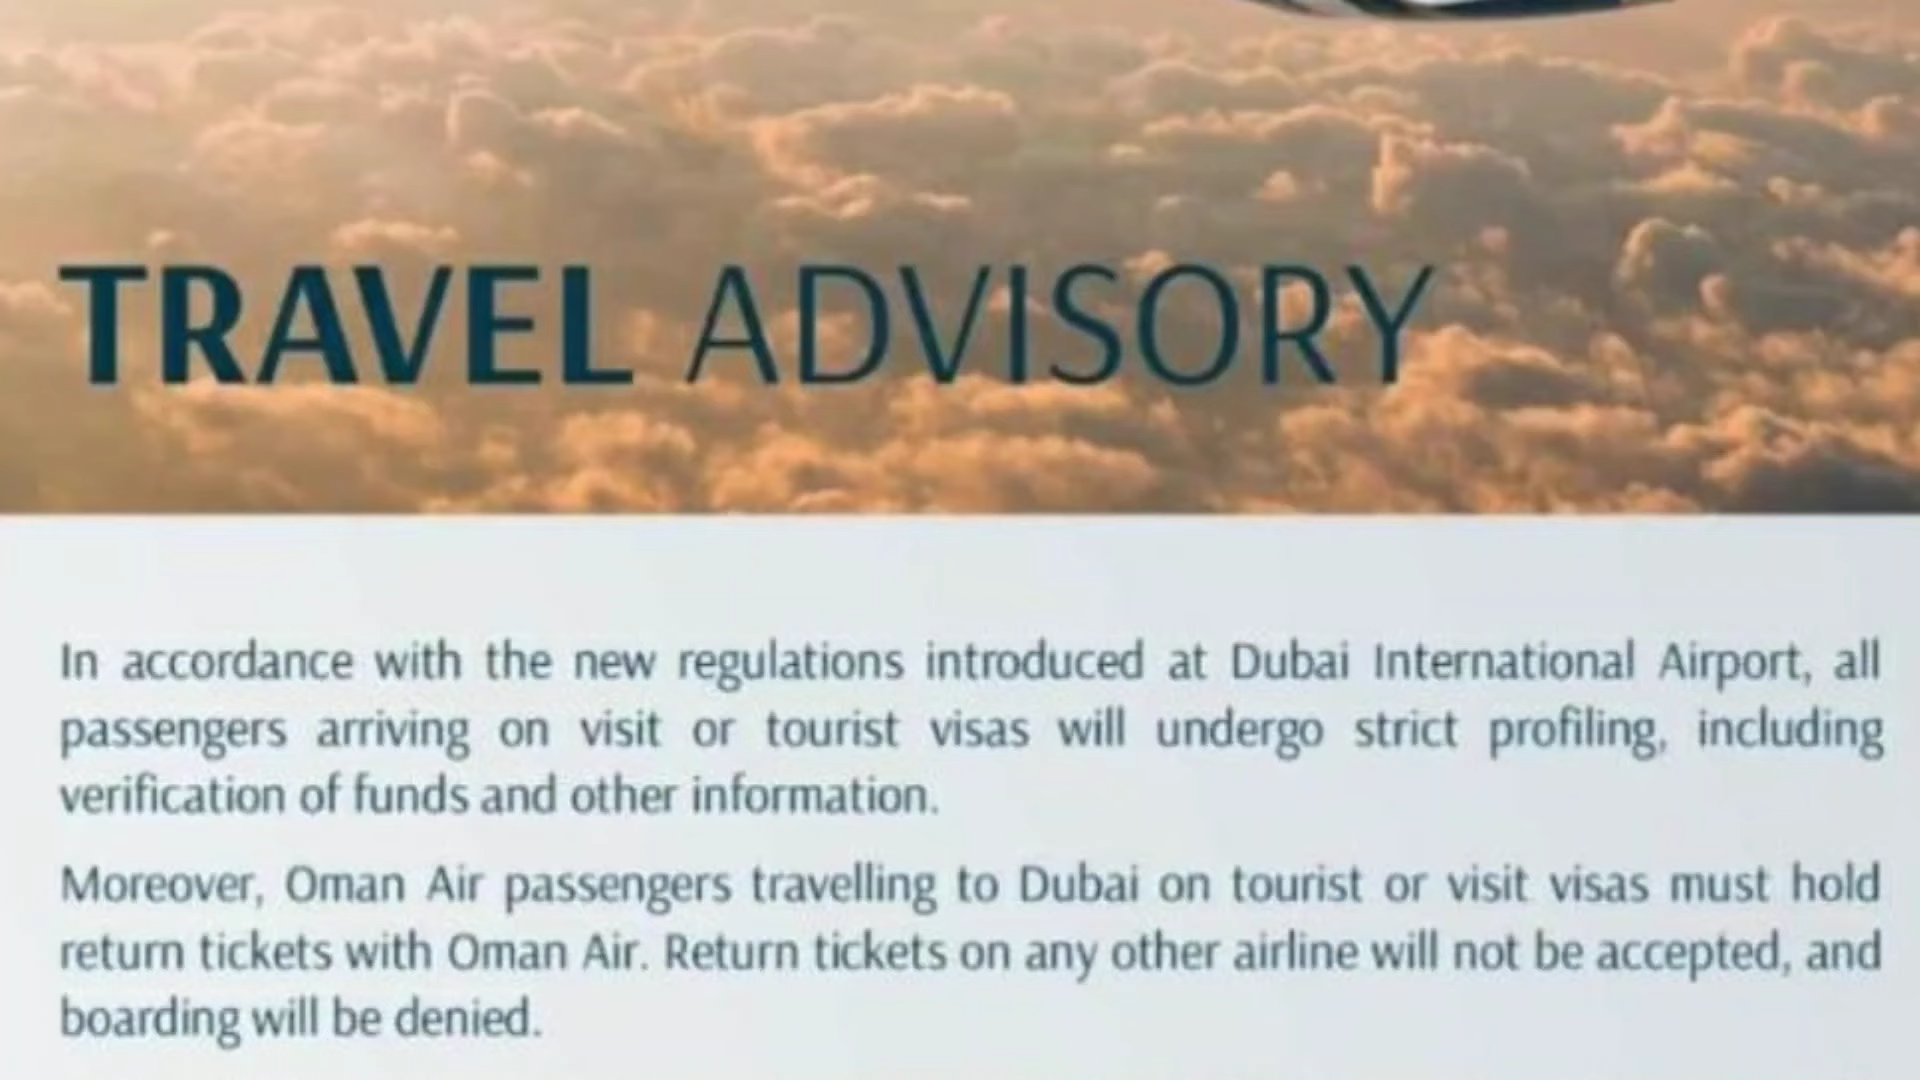 TRAVEL ADVISORY
In accordance with the new regulations introduced at Dubai International Airport, all
passengers arriving on visit or tourist visas will undergo strict profiling, including
verification of funds and other information.
Moreover, Oman Air passengers travelling to Dubai on tourist or visit visas must hold
return tickets with Oman Air. Return tickets on any other airline will not be accepted, and
boarding will be denied.